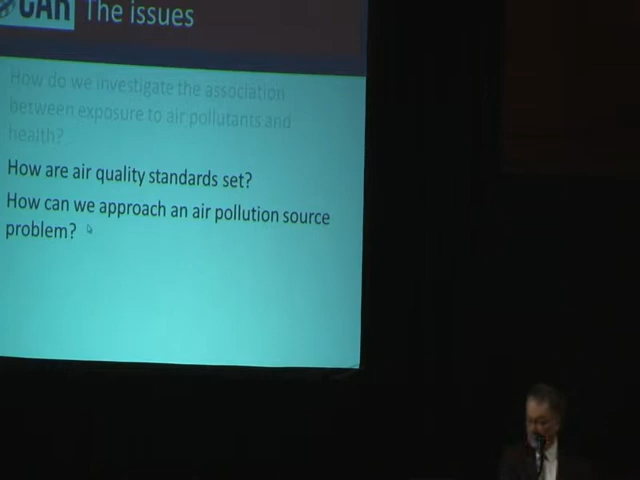 CAR The issues
How do we investigate the association
between exposure to air pollutants and
health?
How are air quality standards set?
How can we approach an air pollution source
problem?